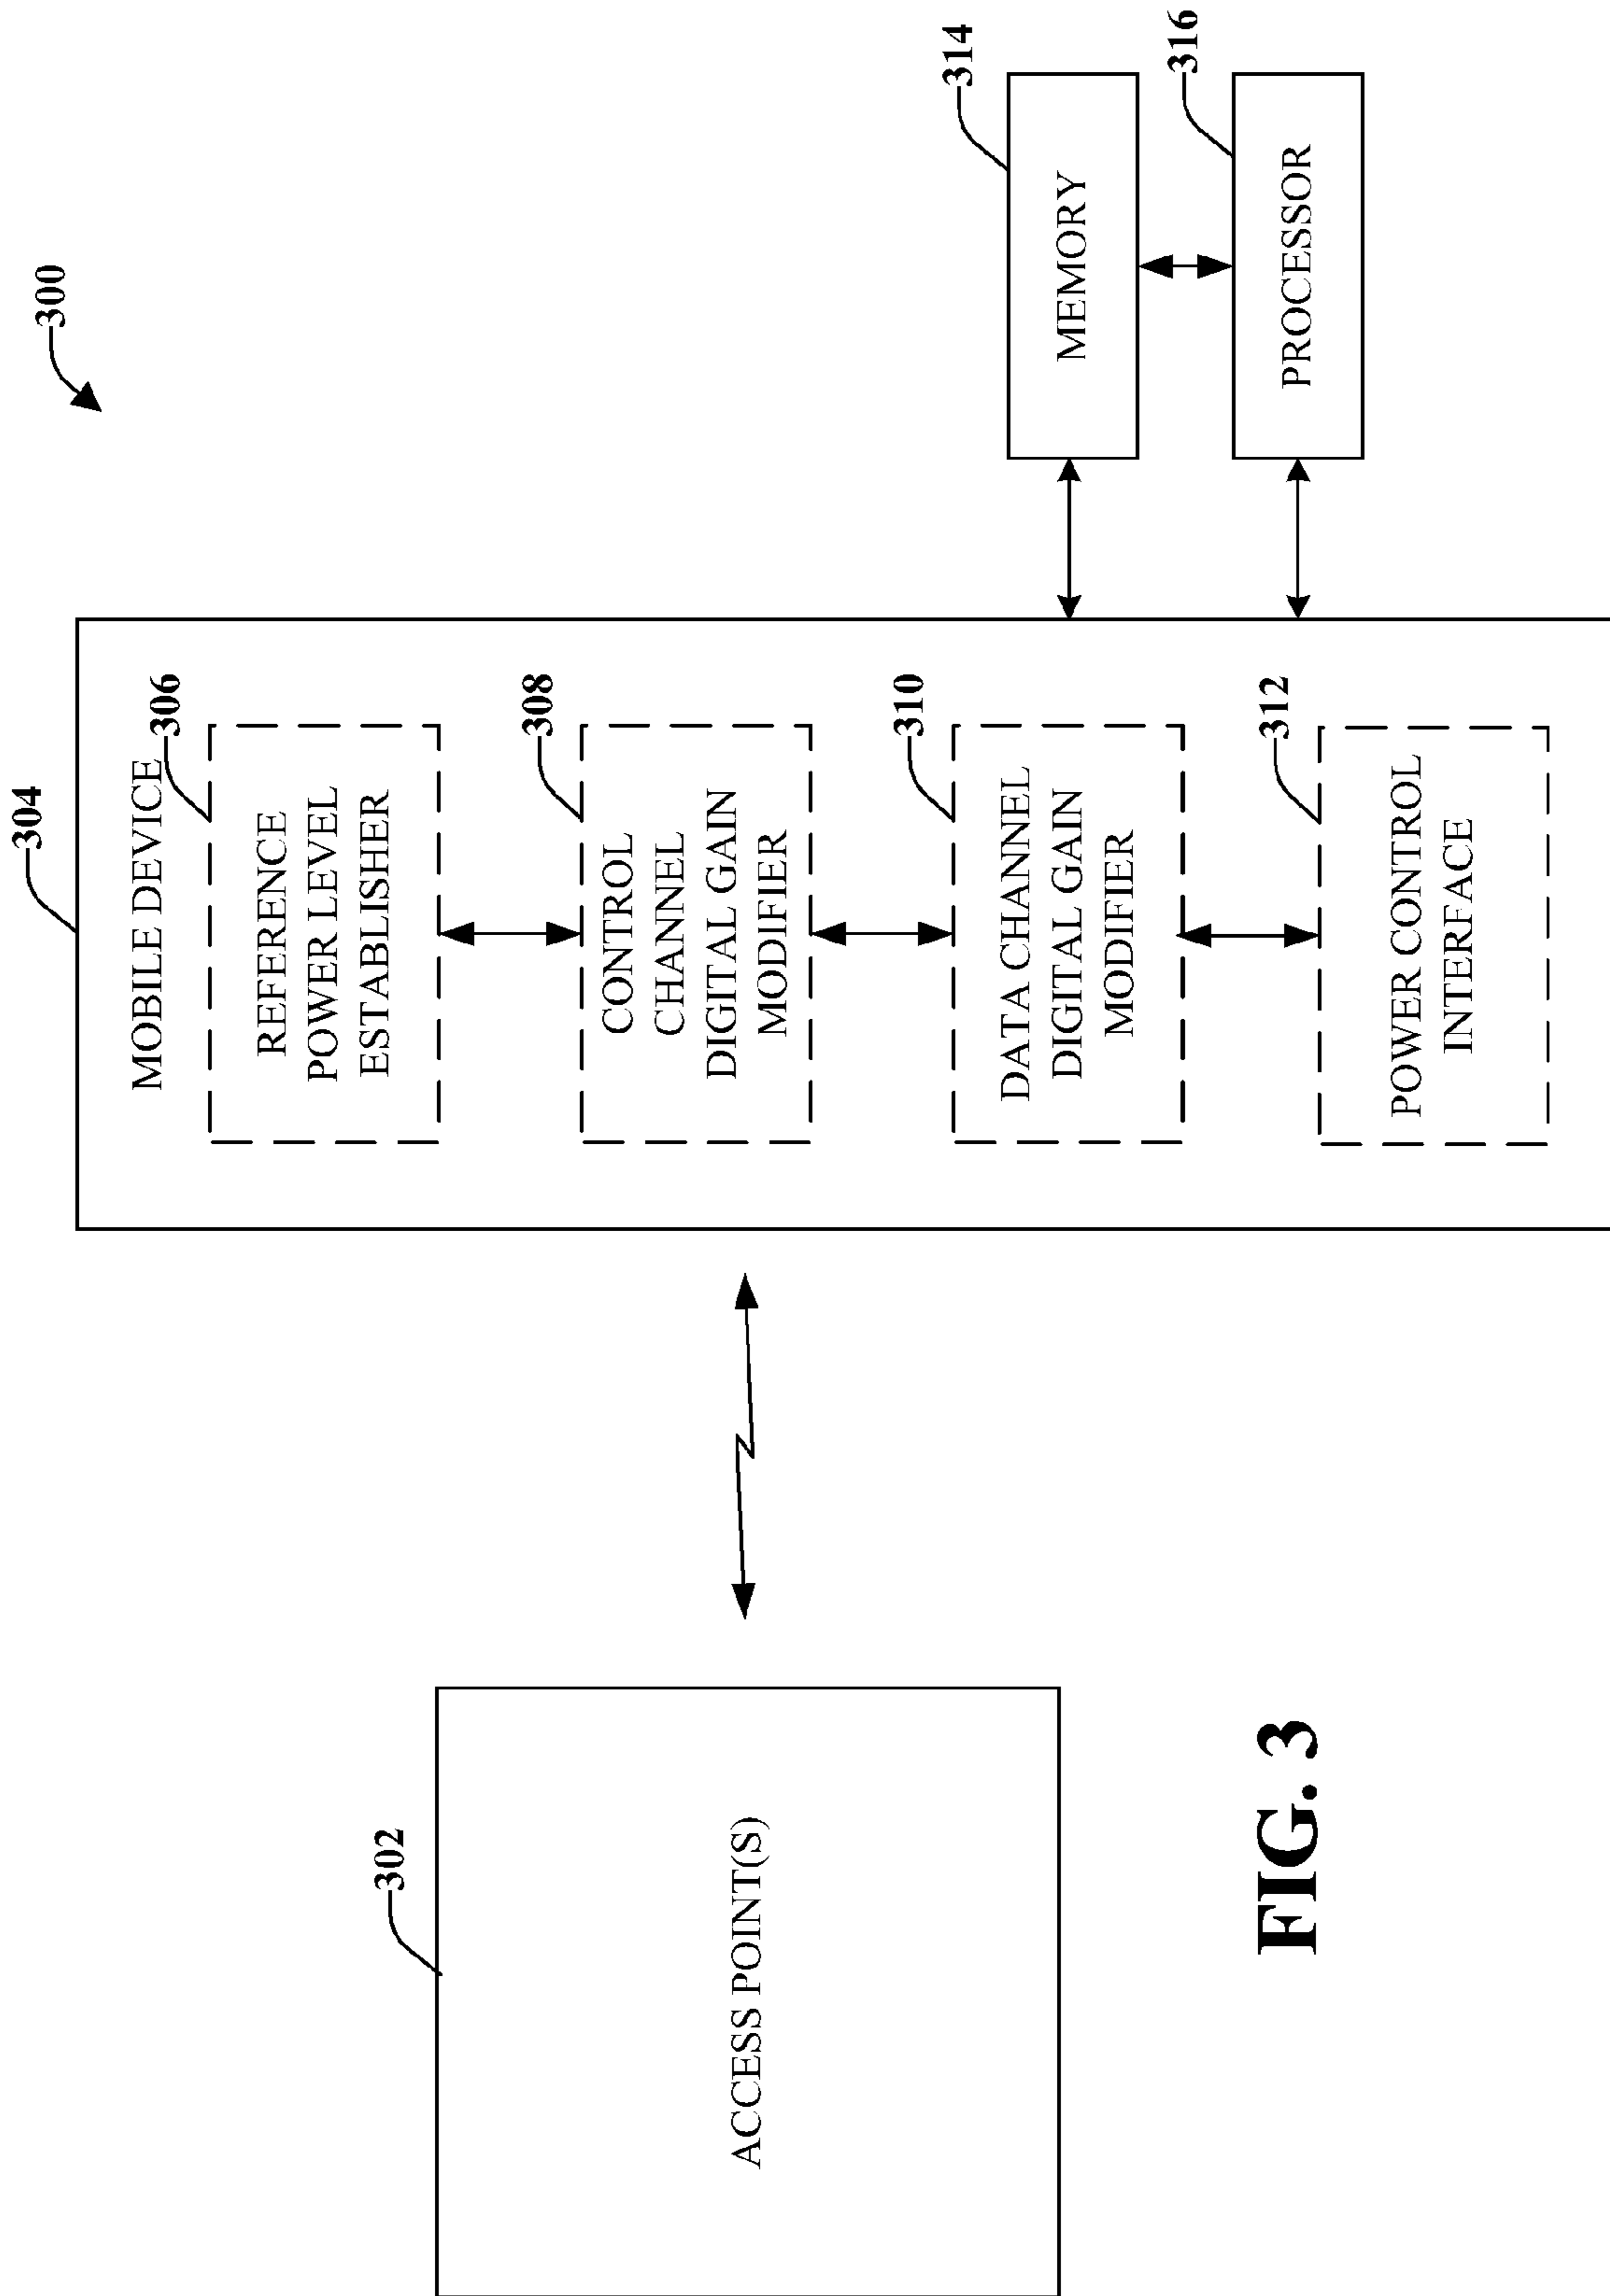 300
304
MOBILE DEVICE
306
REFERENCE
POWER LEVEL
ESTABLISHER
308
CONTROL
CHANNEL
DIGITAL GAIN
MODIFIER
310
DATA CHANNEL
DIGITAL GAIN
MODIFIER
312
POWER CONTROL
INTERFACE
302
ACCESS POINT(S)
314
MEMORY
316
PROCESSOR
FIG. 3